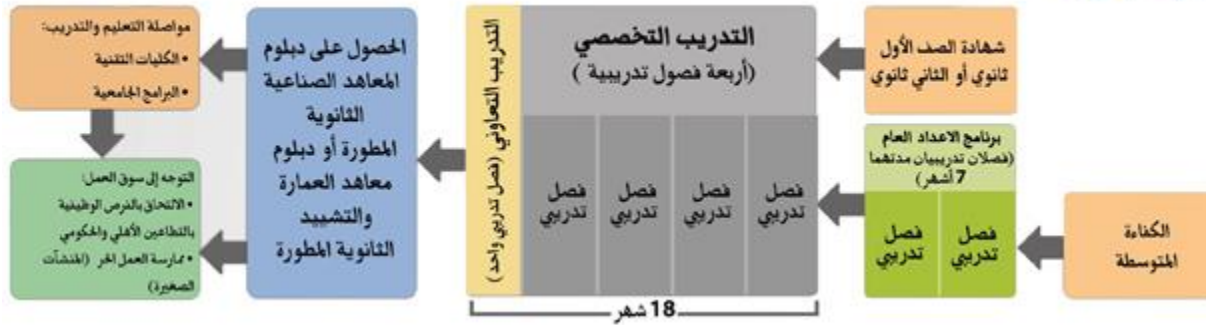 الكفاءة
المتوسطة
شهادة الصف الأول
ثانوي أو الثاني ثانوي
برنامج الاعداد العام
(فصلان تدريبيان مدتهما
7 أشهر)
فصل
تدريبي
فصل
تدريبي
التدريب التخصصي
(أربعة فصول تدريبية )
فصل
تدريبي
فصل
تدريبي
فصل
تدريبي
فصل
تدريبي
التدريب التعاوني (فصل تدريبي واحد)
18 شهر
الحصول على دبلوم
المعاهد الصناعية
الثانوية
المطورة أو دبلوم
معاهد العمارة
والتشييد
الثانوية المطورة
مواصلة التعليم والتدريب:
• الكليات التقنية
• البرامج الجامعية
التوجه إلى سوق العمل:
• الالتحاق بالفرص الوظيفية
بالقطاعين الأهلي والحكومي
• ممارسة العمل الحر (المنشآت
الصغيرة)